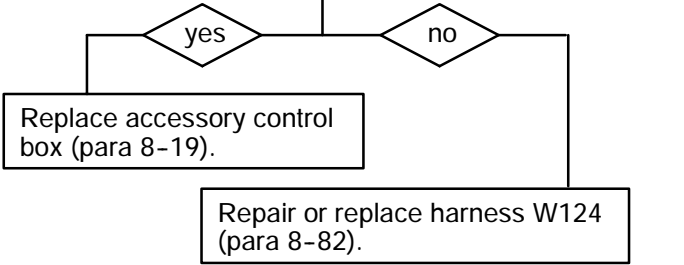 yes
no
Replace accessory control
box (para 8-19).
Repair or replace harness W124
(para 8-82).